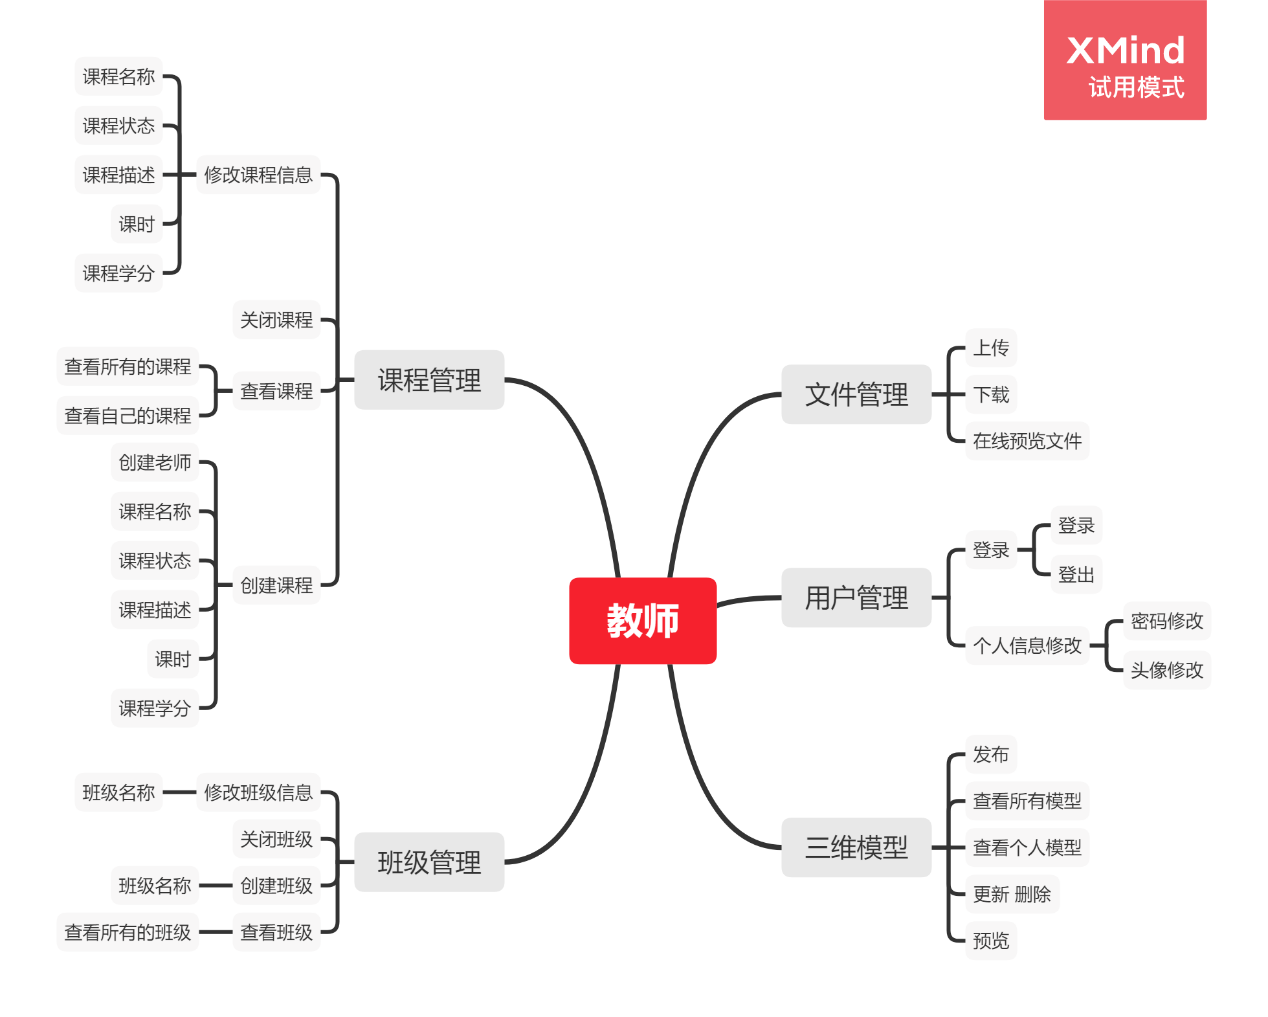 XMind
试用模式
教师
课程管理
修改课程信息
课程名称
课程状态
课程描述
课时
课程学分
关闭课程
查看课程
查看所有的课程
查看自己的课程
创建课程
创建老师
课程名称
课程状态
课程描述
课时
课程学分
班级管理
修改班级信息
班级名称
关闭班级
创建班级
班级名称
查看班级
查看所有的班级
文件管理
上传
下载
在线预览文件
用户管理
登录
登录
登出
个人信息修改
密码修改
头像修改
三维模型
发布
查看所有模型
查看个人模型
更新 删除
预览